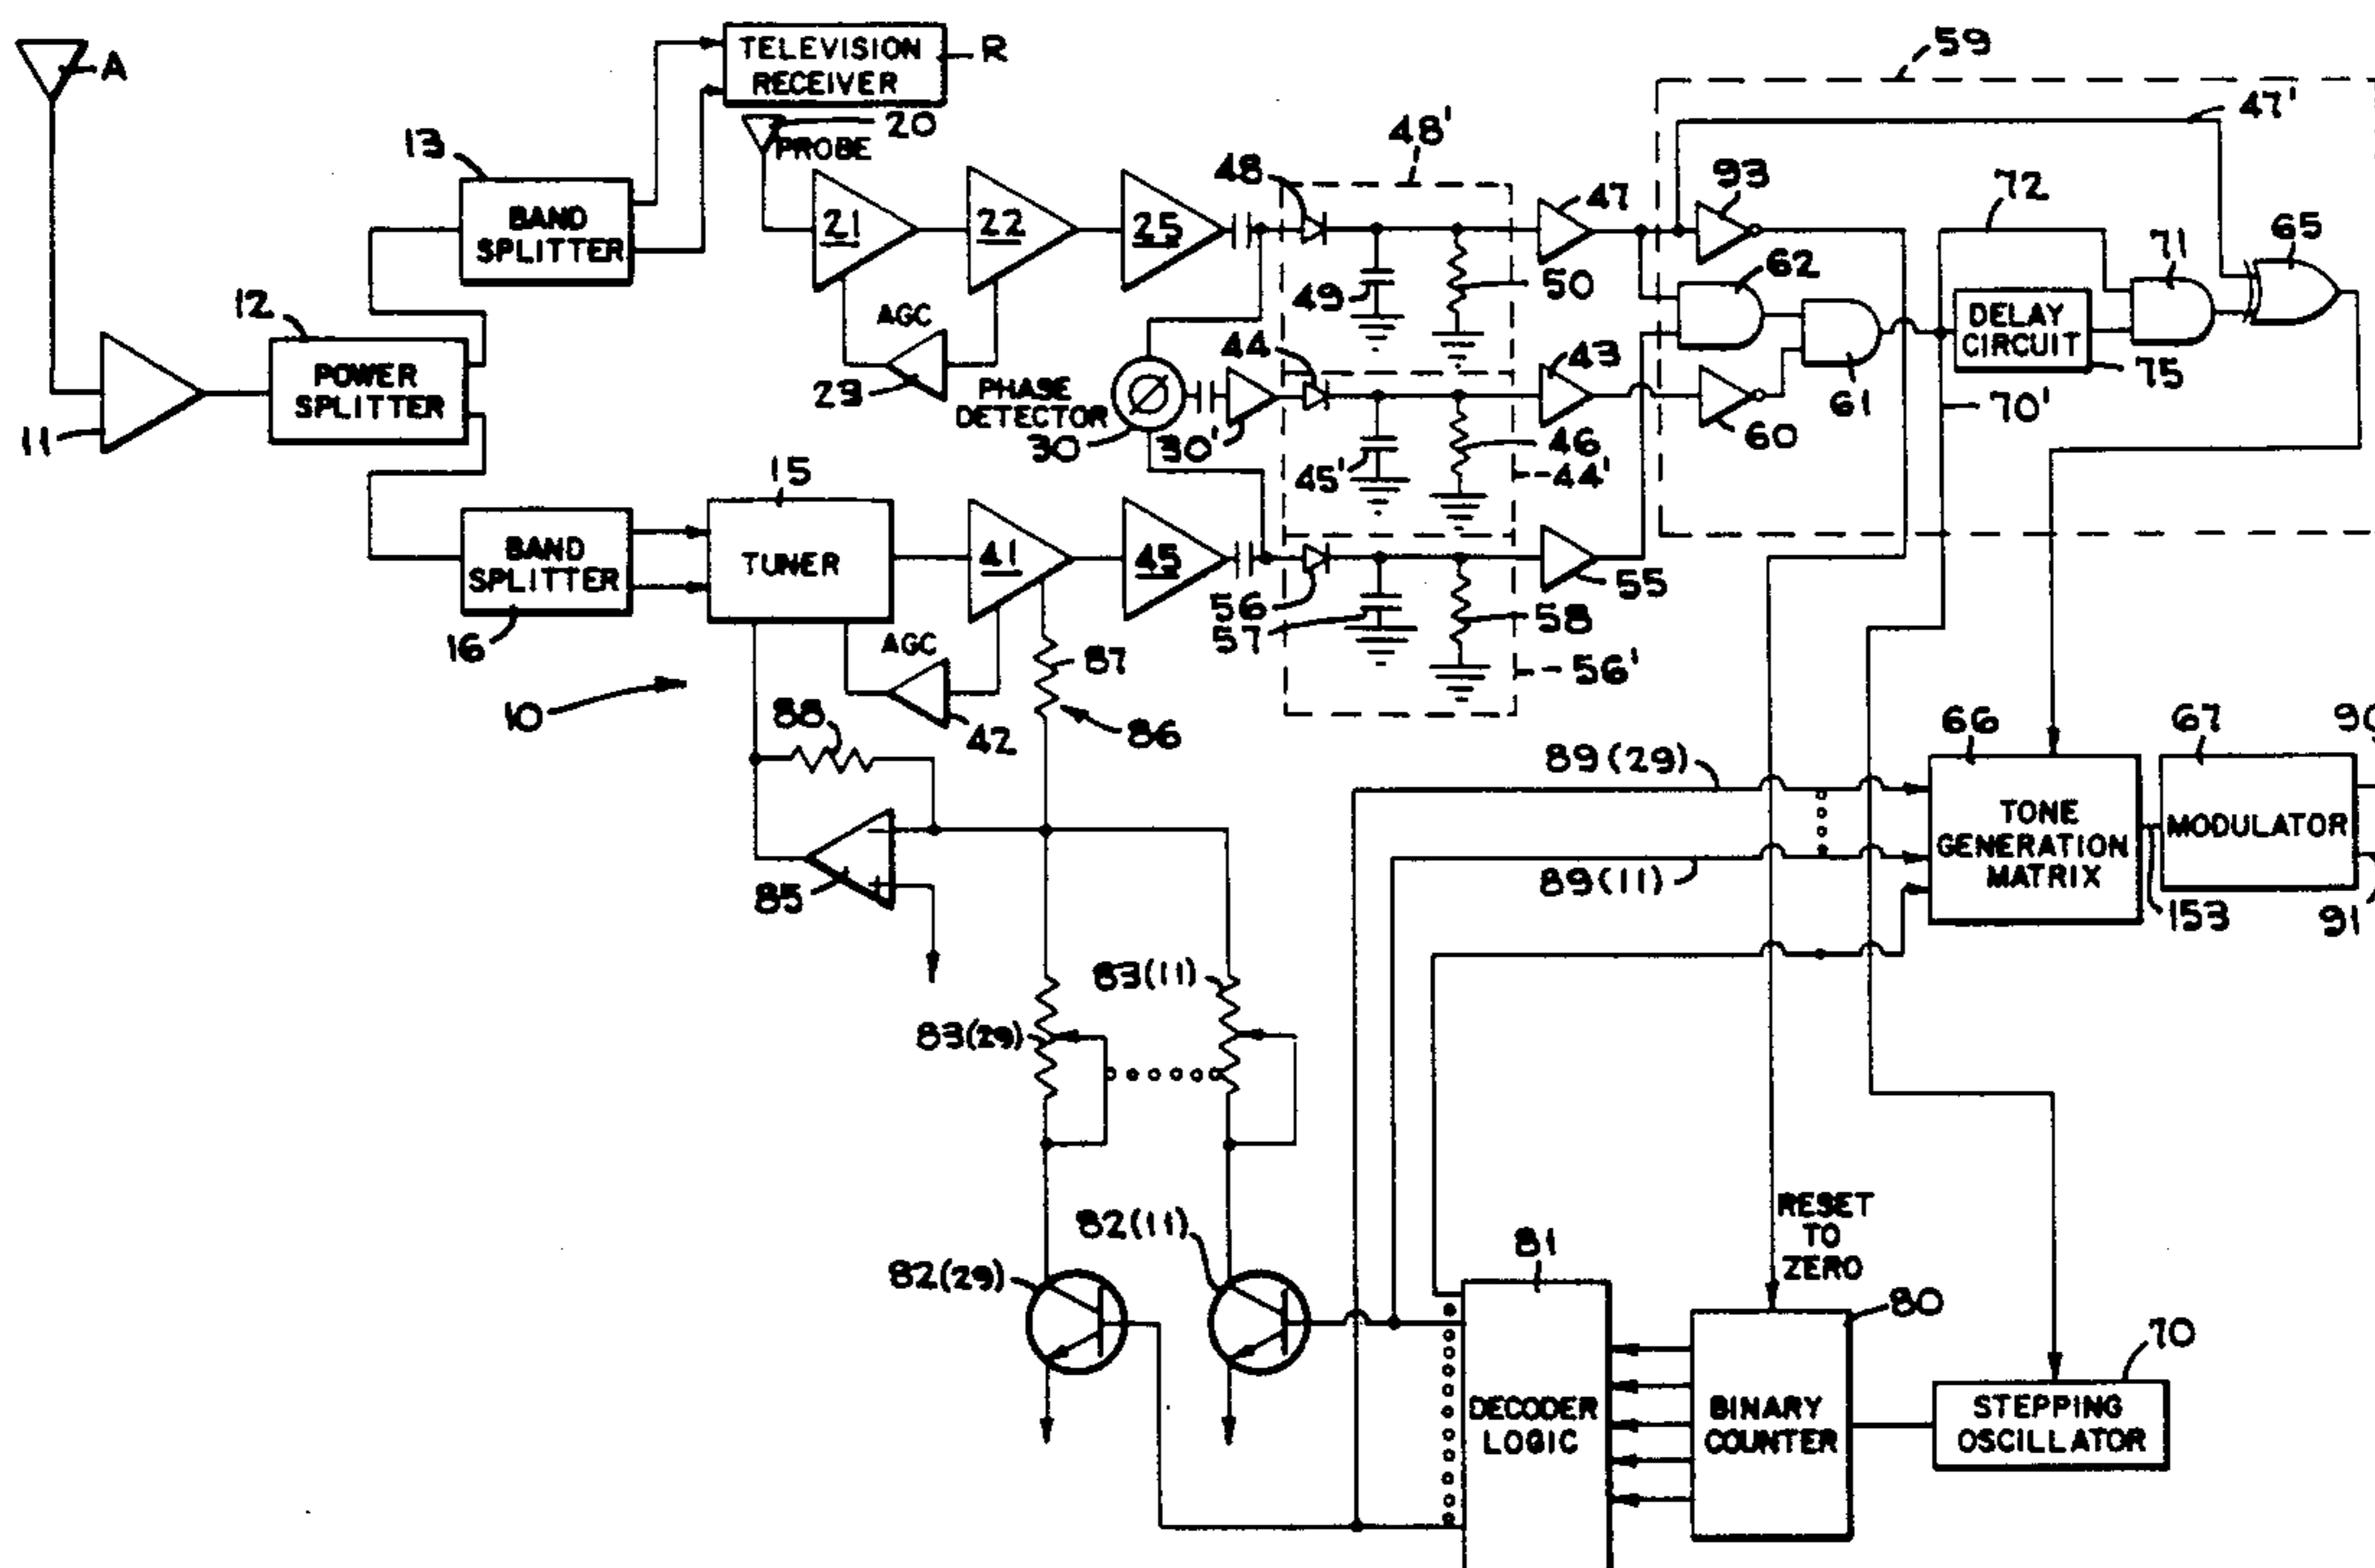 A
TELEVISION
RECEIVER
R
59
13
20
PROBE
47'
48'
48
47
93
72
BAND
SPLITTER
21
22
25
71
65
12
49
50
62
AGC
44
43
DELAY
CIRCUIT
75
POWER
SPLITTER
23
PHASE
DETECTOR
30
30'
61
70'
11
60
46
45'
44'
15
BAND
SPLITTER
TUNER
41
45
55
56
57
58
16
AGC
87
56'
10
88
42
86
66
67
90
89(29)
TONE
GENERATION
MATRIX
MODULATOR
85
89(11)
153
91
83(11)
83(29)
RESET
TO
ZERO
82(11)
81
82(29)
80
70
DECODER
LOGIC
BINARY
COUNTER
STEPPING
OSCILLATOR